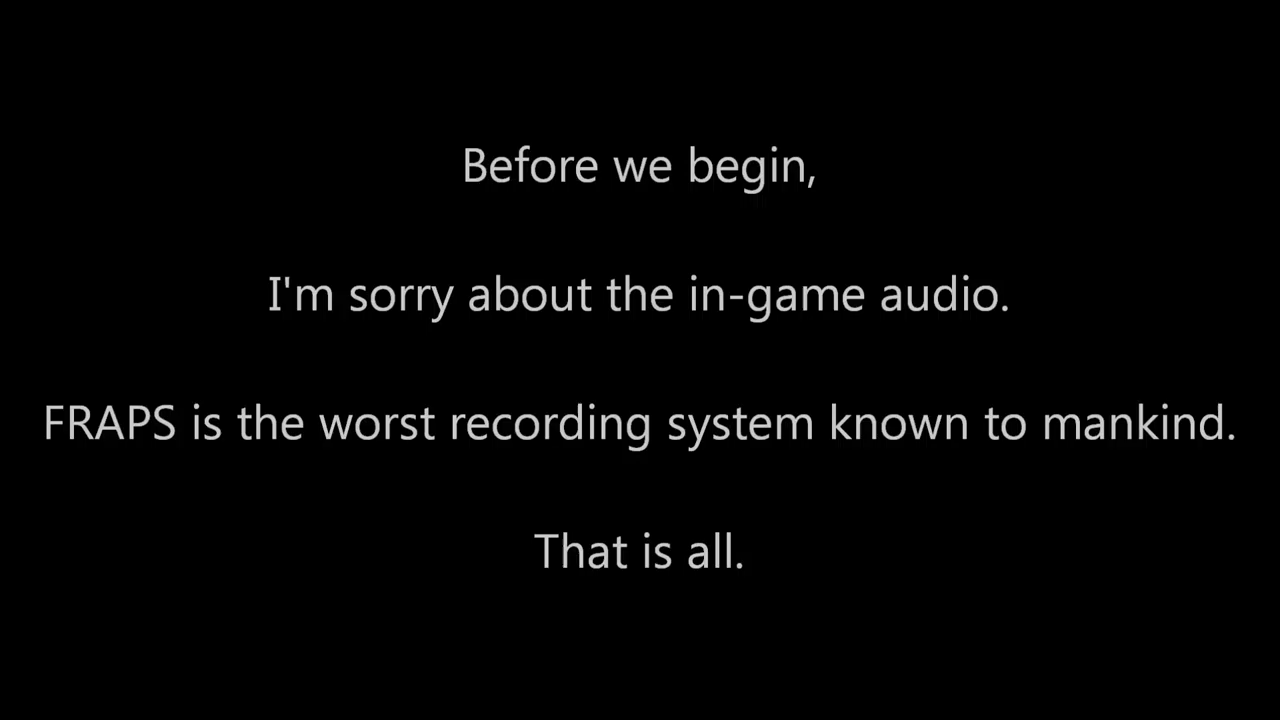 Before we begin,
I'm sorry about the in-game audio.
FRAPS is the worst recording system known to mankind.
That is all.